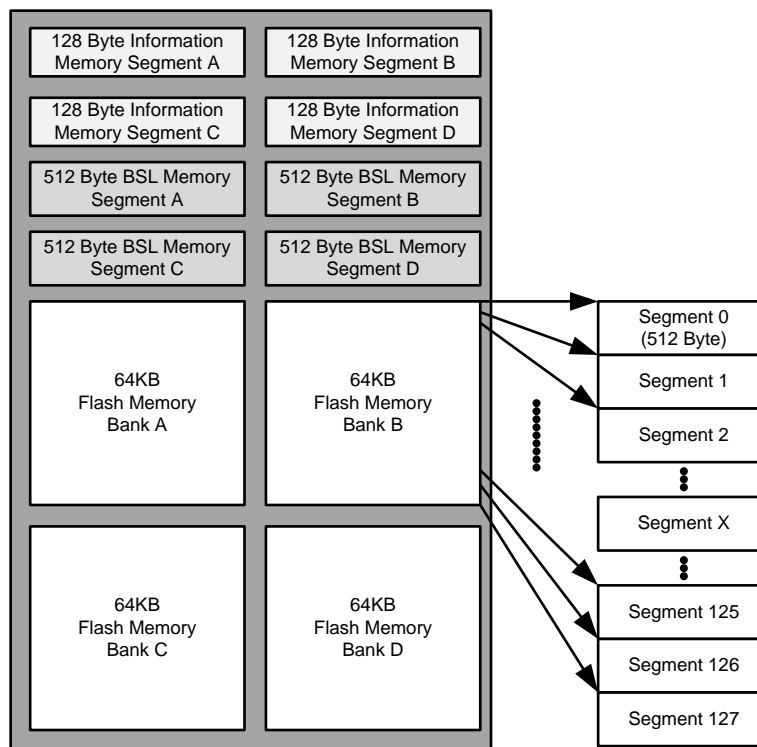 128 Byte Information
Memory Segment A
128 Byte Information
Memory Segment B
128 Byte Information
Memory Segment C
128 Byte Information
Memory Segment D
512 Byte BSL Memory
Segment A
512 Byte BSL Memory
Segment B
512 Byte BSL Memory
Segment C
512 Byte BSL Memory
Segment D
64KB
Flash Memory
Bank A
64KB
Flash Memory
Bank B
64KB
Flash Memory
Bank C
64KB
Flash Memory
Bank D
Segment 0
(512 Byte)
Segment 1
Segment 2
Segment X
Segment 125
Segment 126
Segment 127